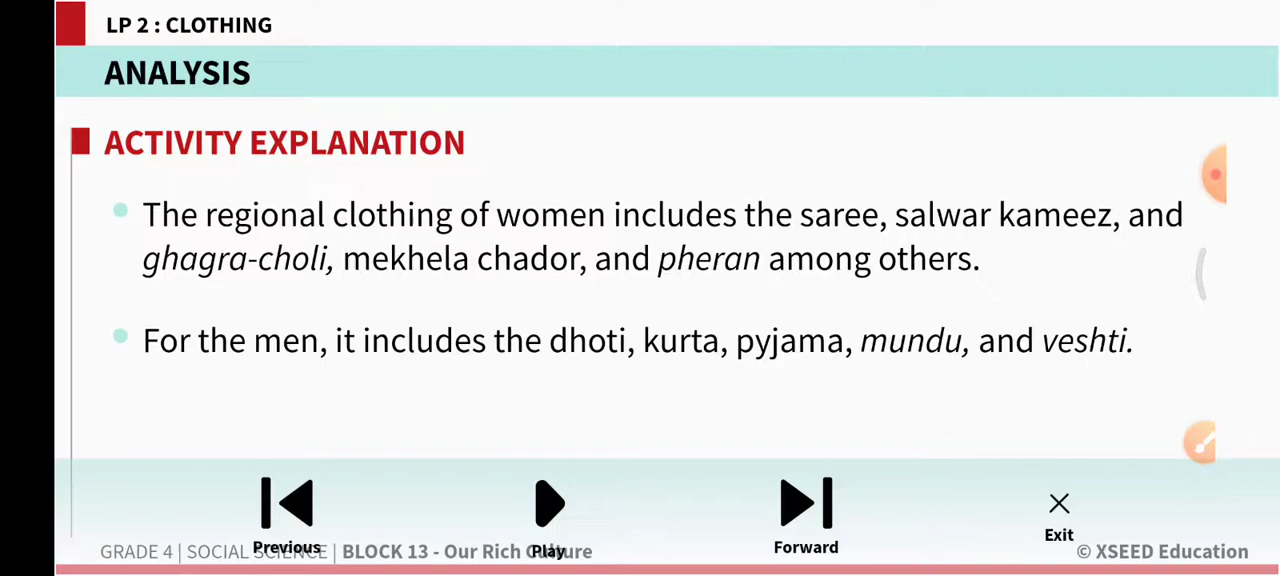 LP 2 : CLOTHING
ANALYSIS
ACTIVITY EXPLANATION
The regional clothing of women includes the saree, salwar kameez, and
ghagra-choli, mekhela chador, and pheran among others.
For the men, it includes the dhoti, kurta, pyjama, mundu, and veshti.
Previous
Play
Forward
Exit
GRADE 4 | SOCIAL SCIENCE | BLOCK 13 - Our Rich Culture
© XSEED Education